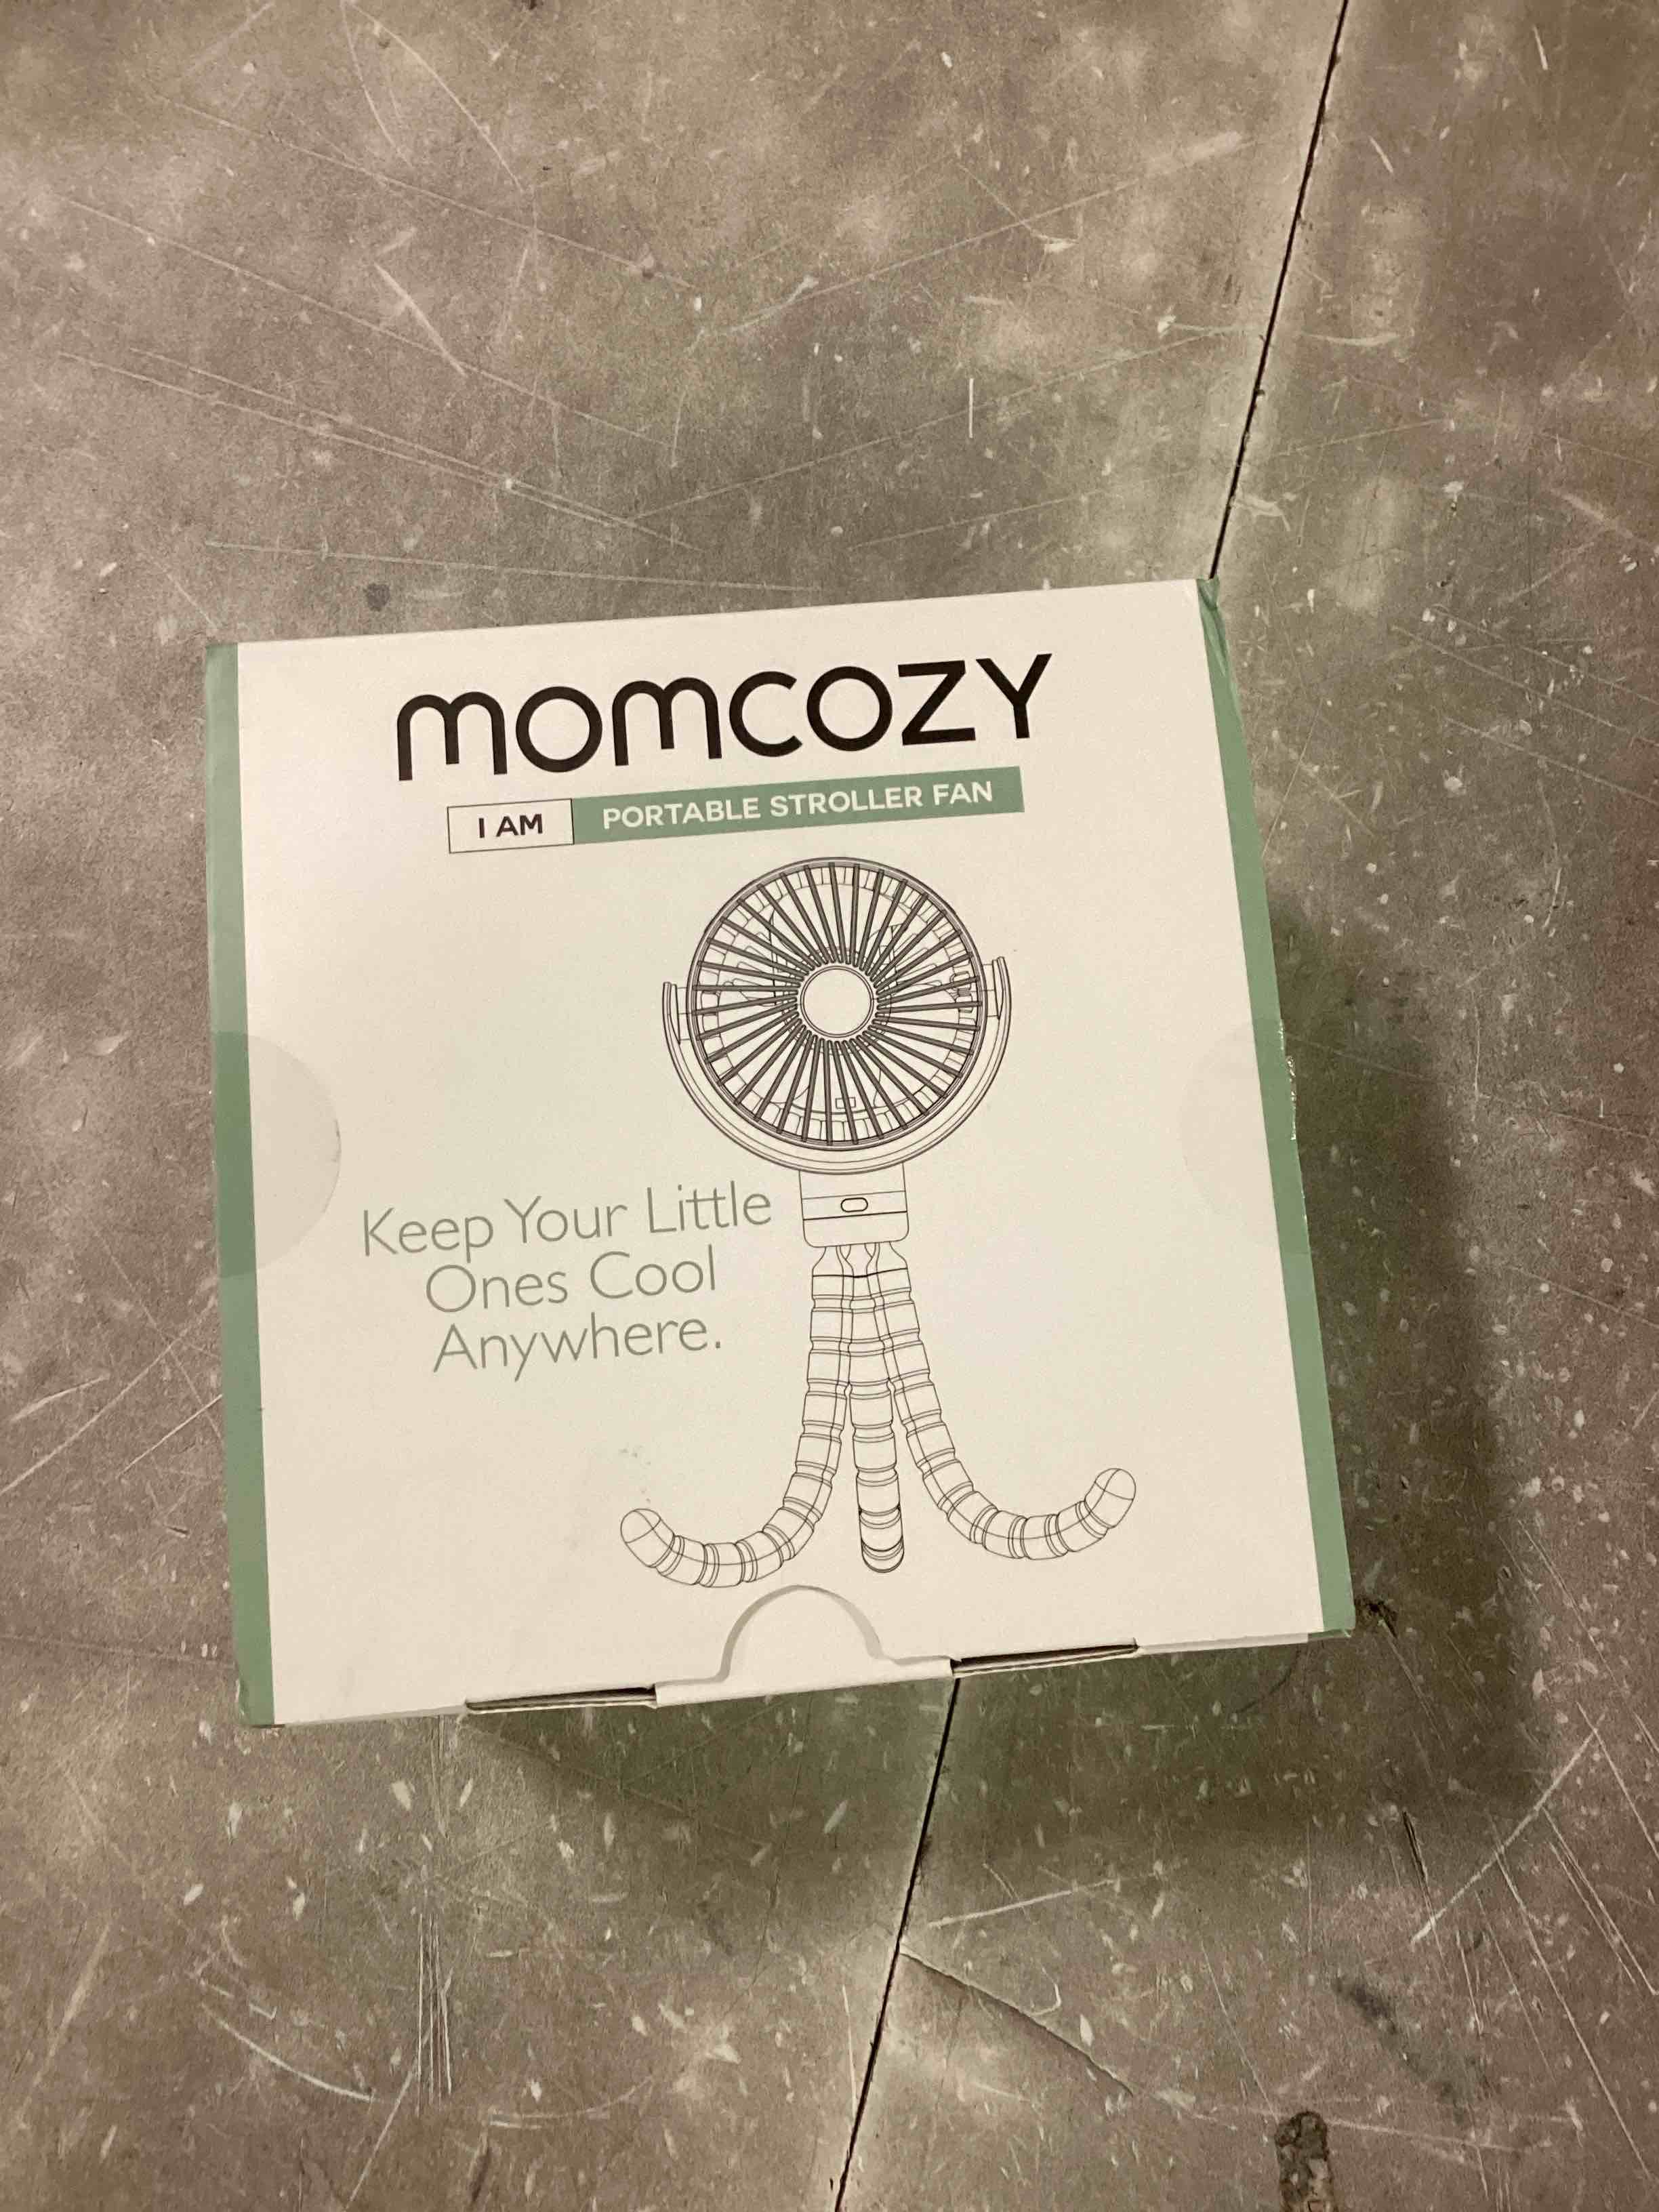 momcozy
I AM PORTABLE STROLLER FAN
Keep Your Little
Ones Cool
Anywhere.